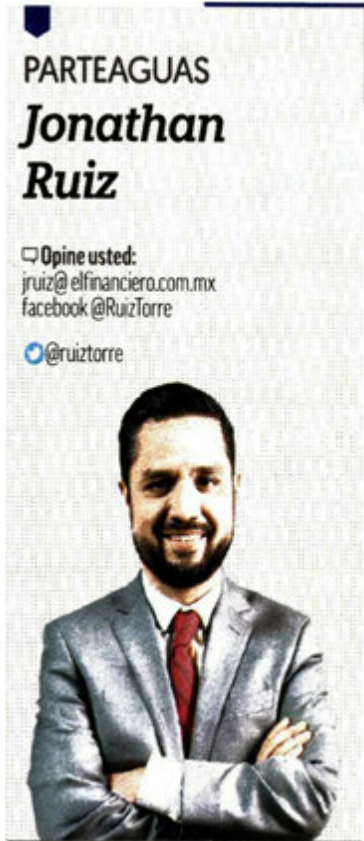 PARTEAGUAS
Jonathan
Ruiz
Opine usted:
jruiz@elfinanciero.com.mx
facebook @RuizTorre
@ruiztorre